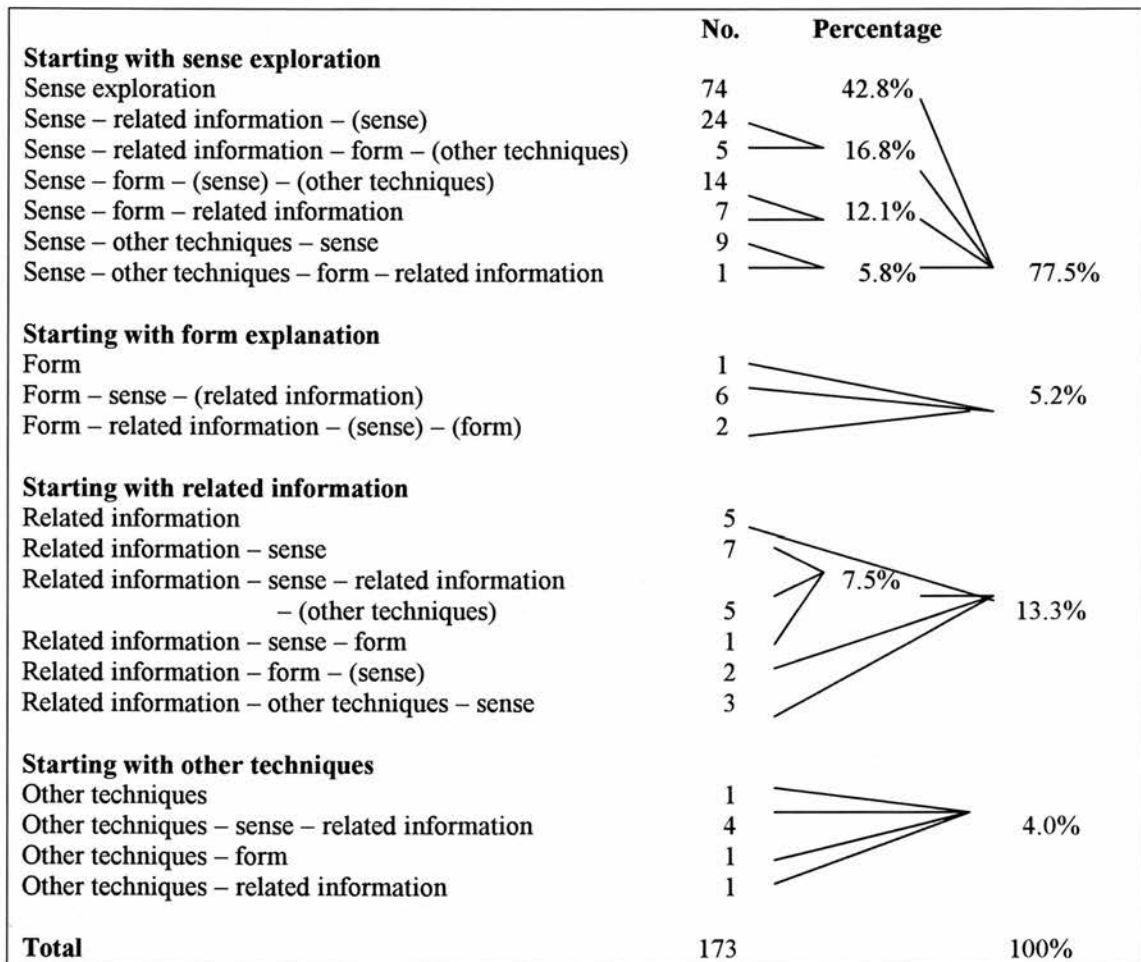 No. Percentage
Starting with sense exploration
Sense exploration 74 42.8%
Sense – related information – (sense) 24
Sense – related information – form – (other techniques) 5 16.8%
Sense – form – (sense) – (other techniques) 14
Sense – form – related information 7 12.1%
Sense – other techniques – sense 9
Sense – other techniques – form – related information 1 5.8% 77.5%
Starting with form explanation
Form 1
Form – sense – (related information) 6 5.2%
Form – related information – (sense) – (form) 2
Starting with related information
Related information 5
Related information – sense 7
Related information – sense – related information 7.5%
– (other techniques) 5 13.3%
Related information – sense – form 1
Related information – form – (sense) 2
Related information – other techniques – sense 3
Starting with other techniques
Other techniques 1
Other techniques – sense – related information 4 4.0%
Other techniques – form 1
Other techniques – related information 1
Total 173 100%